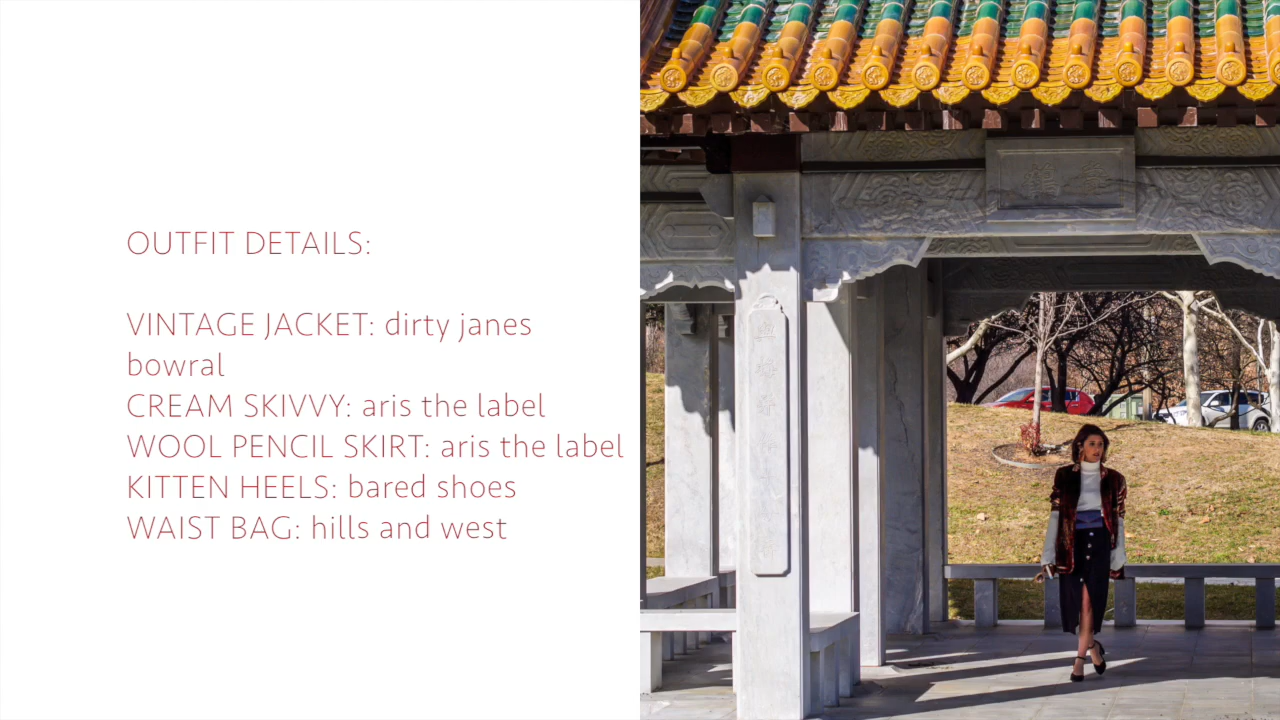 OUTFIT DETAILS:
VINTAGE JACKET: dirty janes
bowral
CREAM SKIVVY: aris the label
WOOL PENCIL SKIRT: aris the label
KITTEN HEELS: bared shoes
WAIST BAG: hills and west